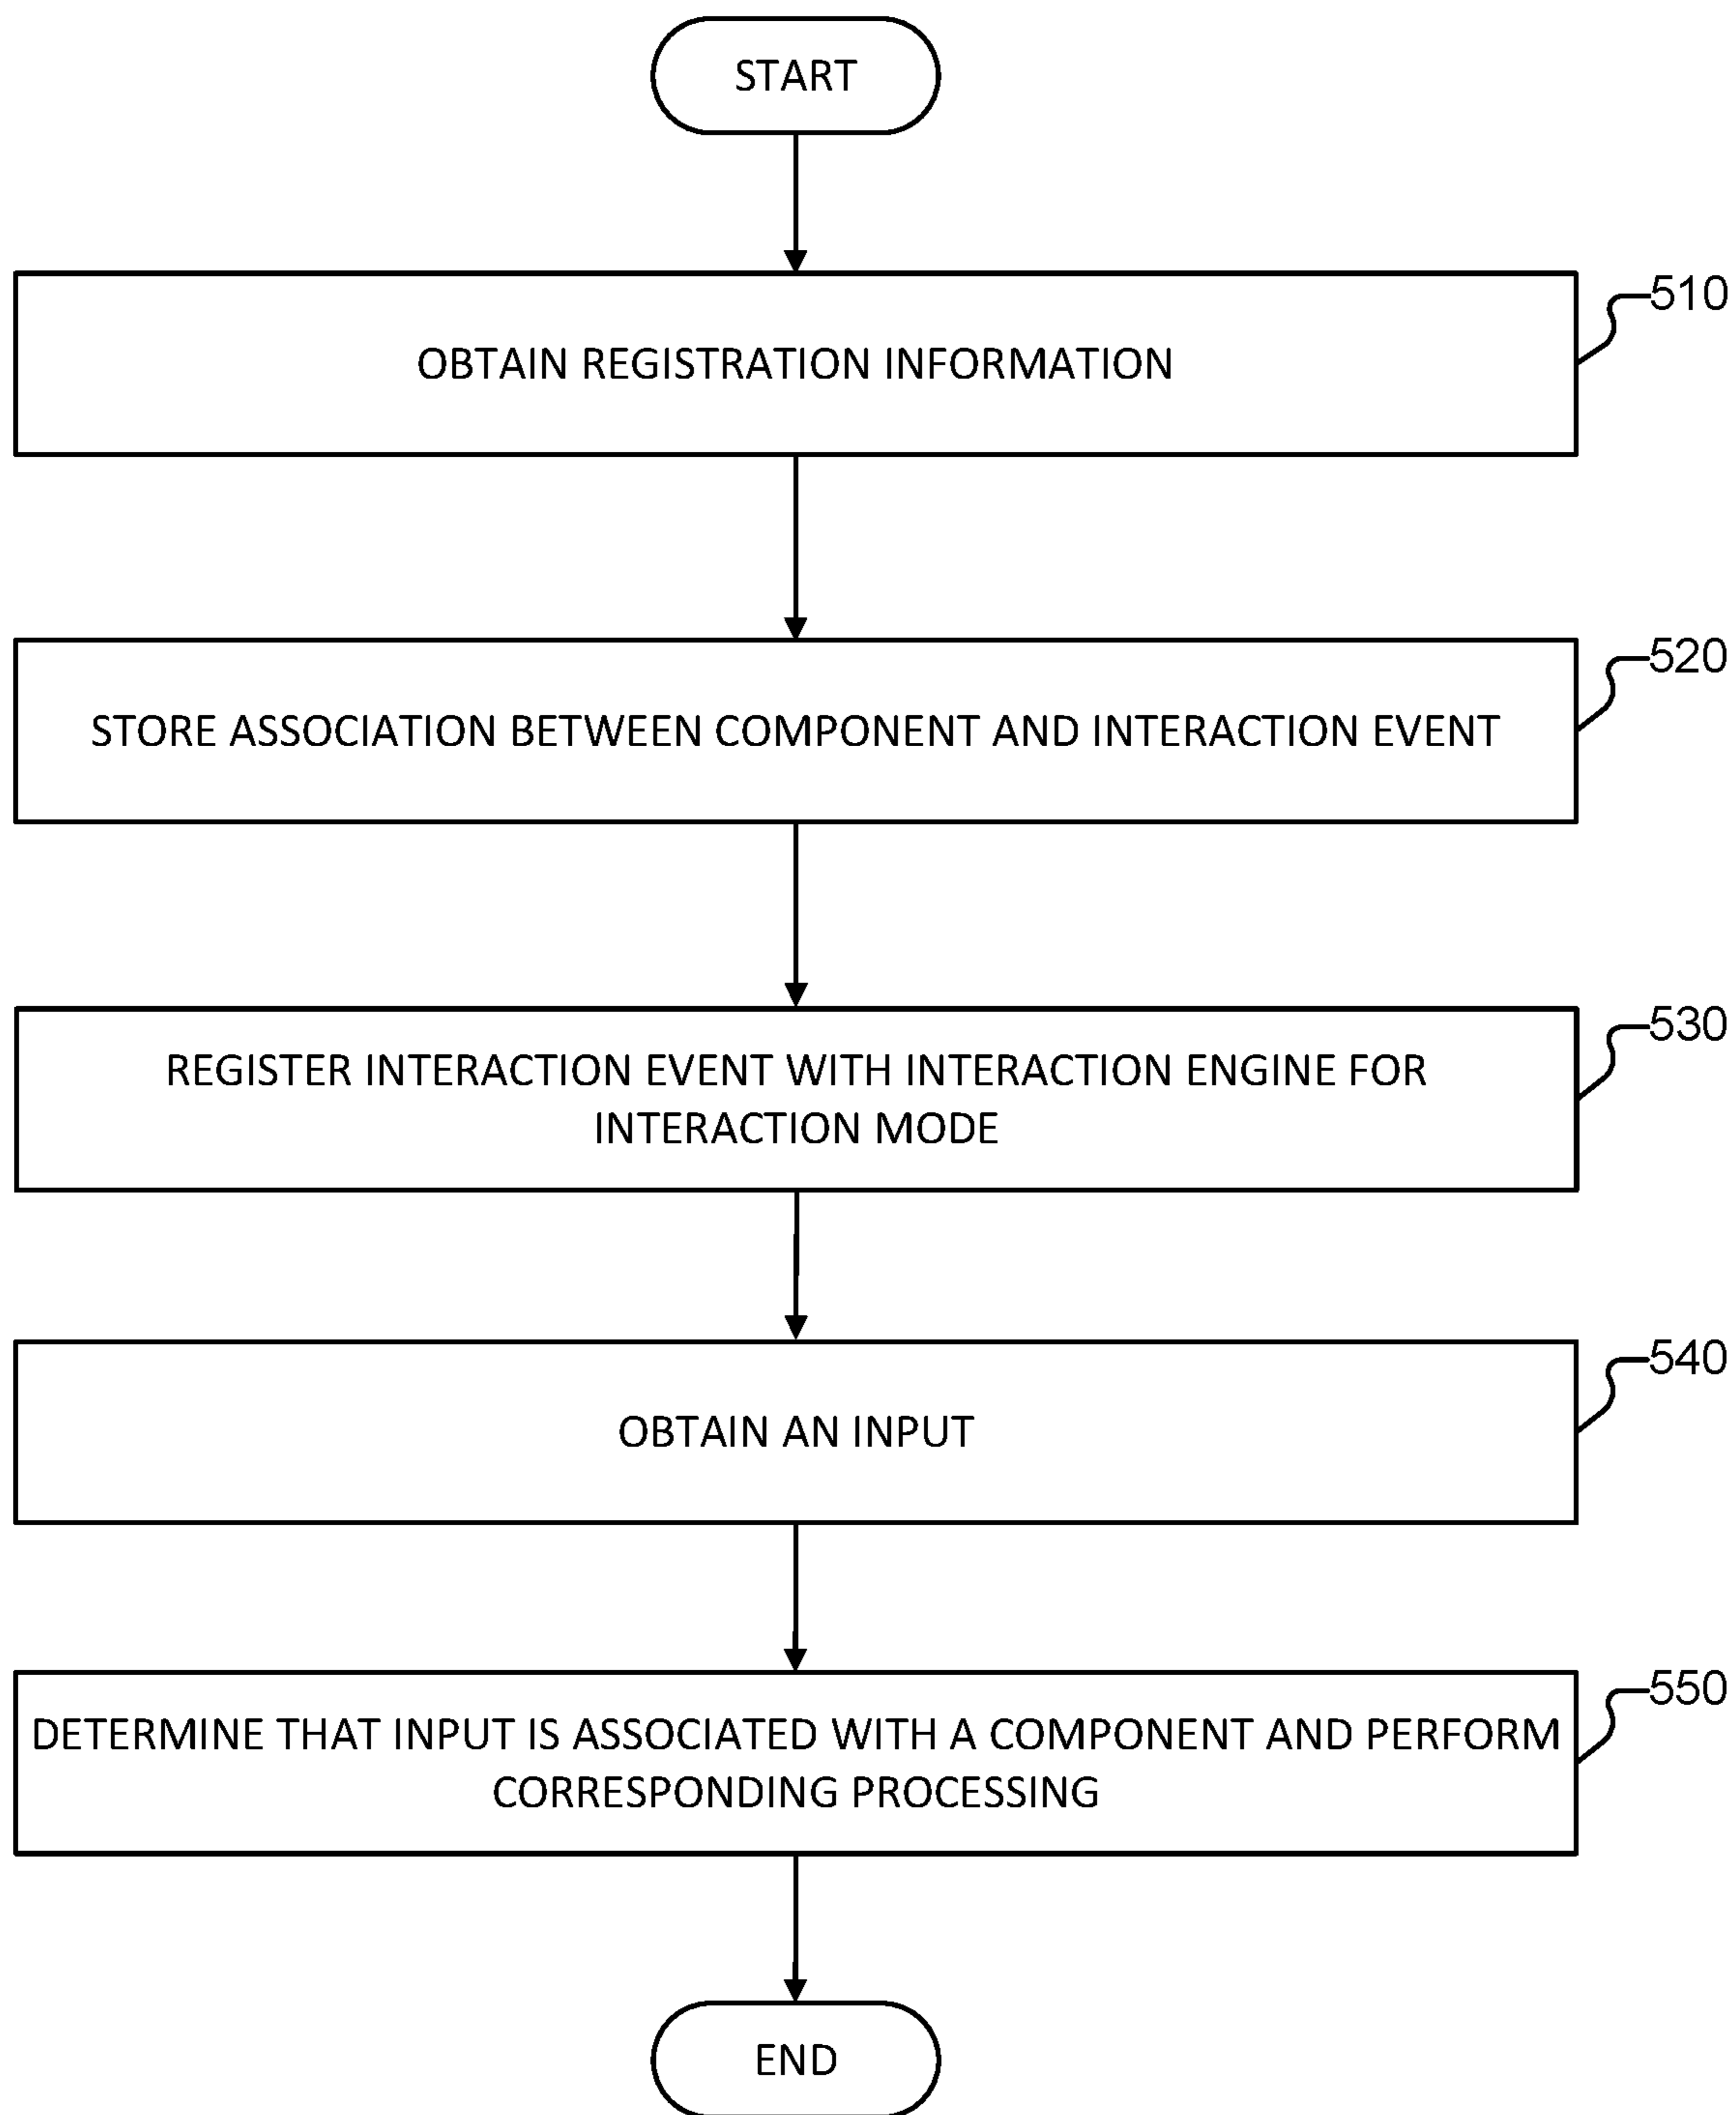 START
510
OBTAIN REGISTRATION INFORMATION
520
STORE ASSOCIATION BETWEEN COMPONENT AND INTERACTION EVENT
530
REGISTER INTERACTION EVENT WITH INTERACTION ENGINE FOR
INTERACTION MODE
540
OBTAIN AN INPUT
550
DETERMINE THAT INPUT IS ASSOCIATED WITH A COMPONENT AND PERFORM
CORRESPONDING PROCESSING
END